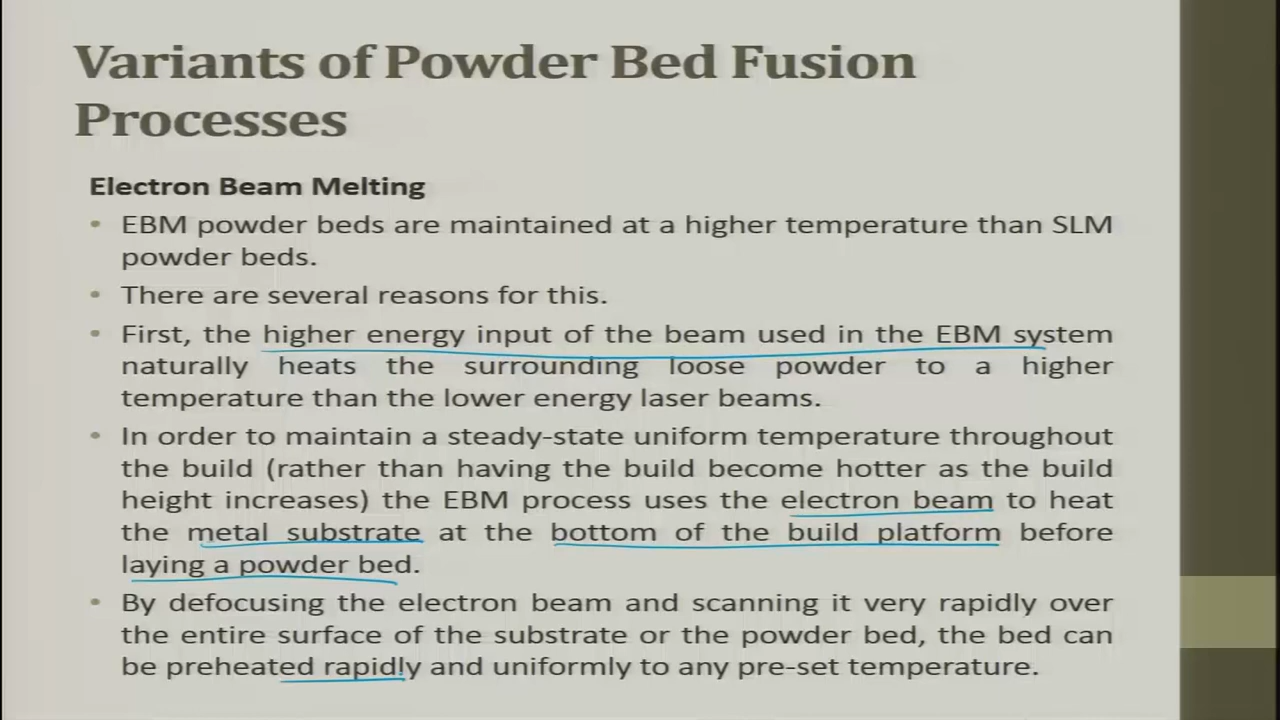 Variants of Powder Bed Fusion
Processes
Electron Beam Melting
• EBM powder beds are maintained at a higher temperature than SLM
powder beds.
• There are several reasons for this.
• First, the higher energy input of the beam used in the EBM system
naturally heats the surrounding loose powder to a higher
temperature than the lower energy laser beams.
• In order to maintain a steady-state uniform temperature throughout
the build (rather than having the build become hotter as the build
height increases) the EBM process uses the electron beam to heat
the metal substrate at the bottom of the build platform before
laying a powder bed.
• By defocusing the electron beam and scanning it very rapidly over
the entire surface of the substrate or the powder bed, the bed can
be preheated rapidly and uniformly to any pre-set temperature.